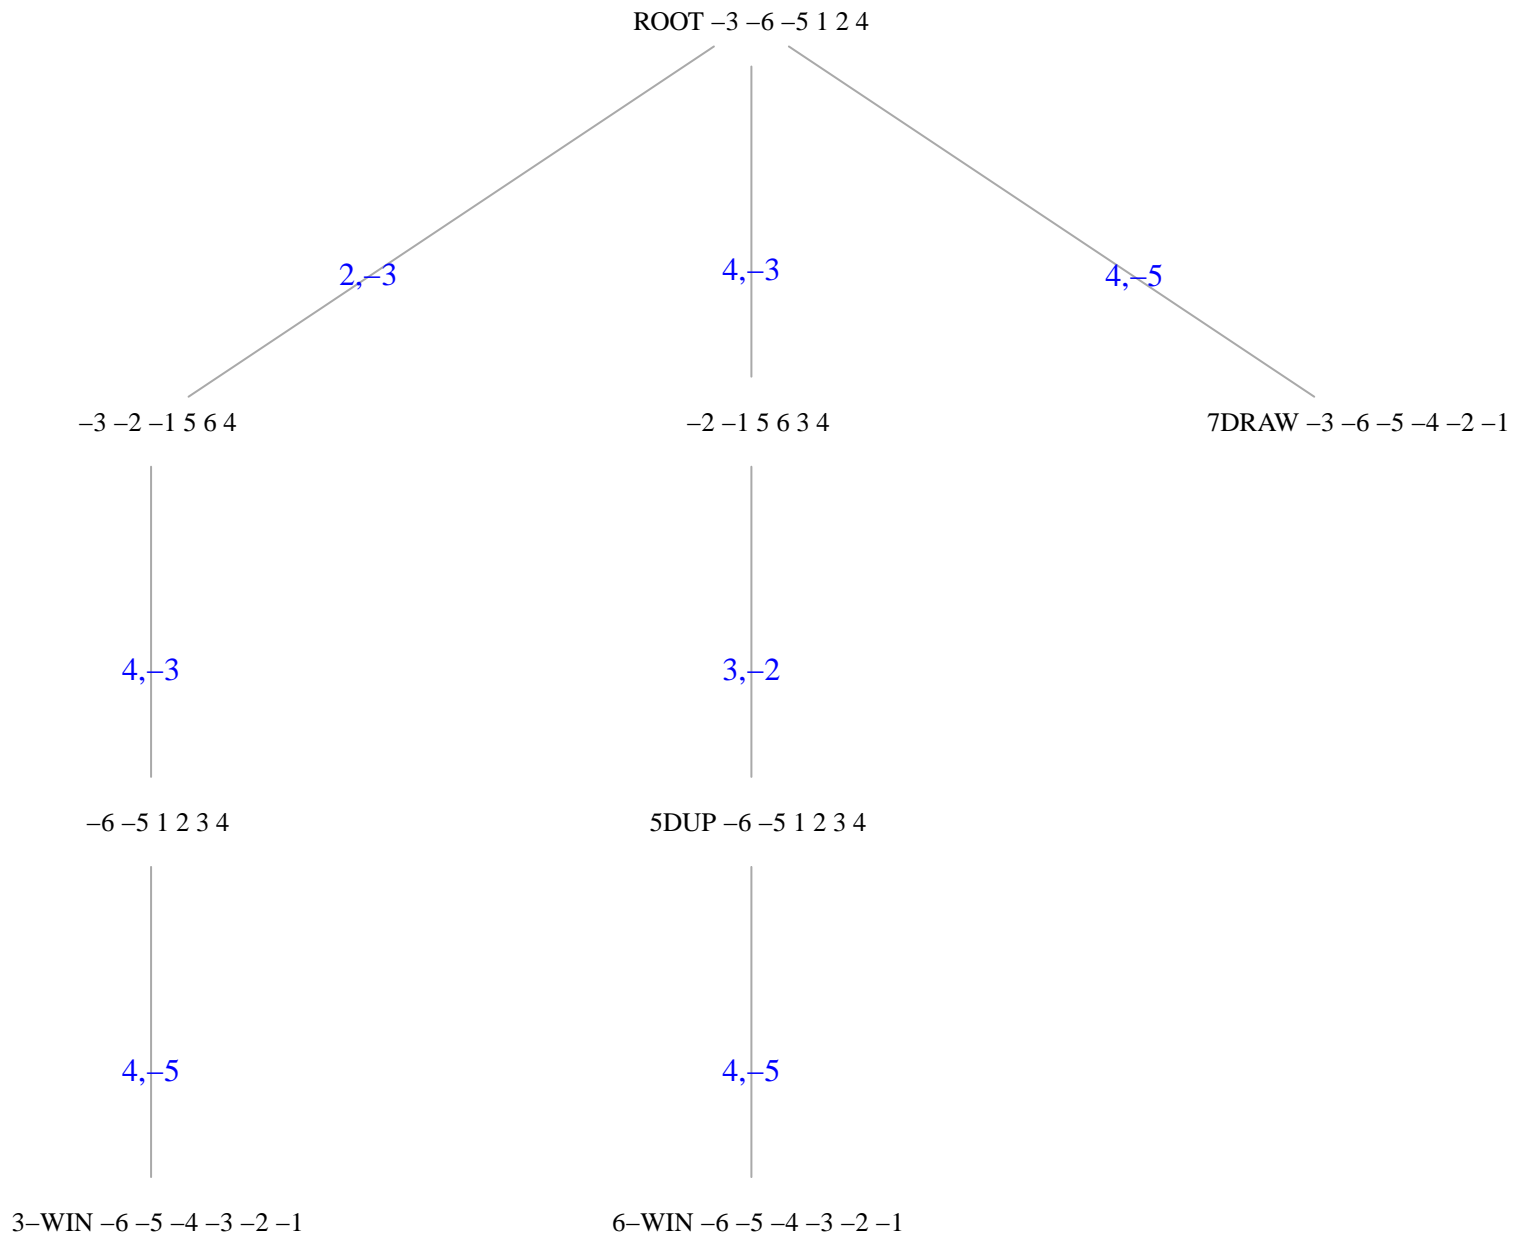 ROOT –3 –6 –5 1 2 4
2,–3
4,–3
4,–5
–3 –2 –1 5 6 4
–2 –1 5 6 3 4
7DRAW –3 –6 –5 –4 –2 –1
4,–3
3,–2
–6 –5 1 2 3 4
5DUP –6 –5 1 2 3 4
4,–5
4,–5
3–WIN –6 –5 –4 –3 –2 –1
6–WIN –6 –5 –4 –3 –2 –1